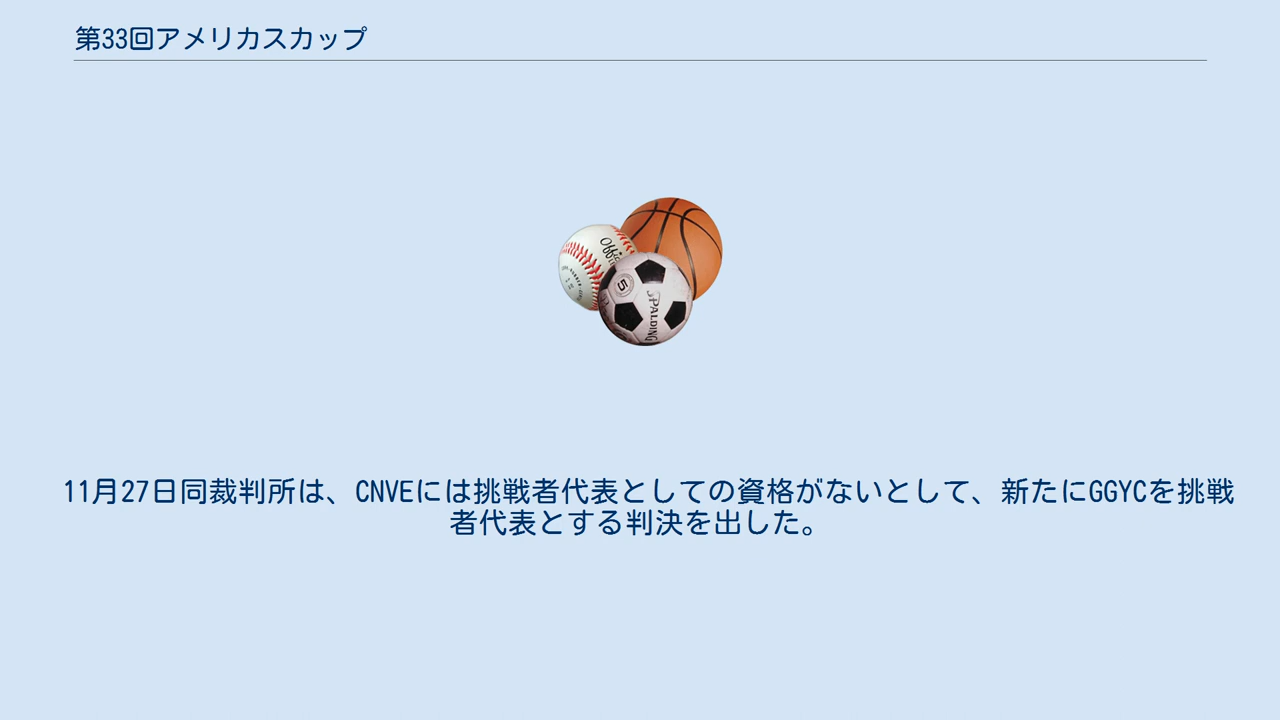 第33回アメリカスカップ
Offic
5
SPALDING
11月27日同裁判所は、CNVEには挑戦者代表としての資格がないとして、新たにGGYCを挑戦
者代表とする判決を出した。